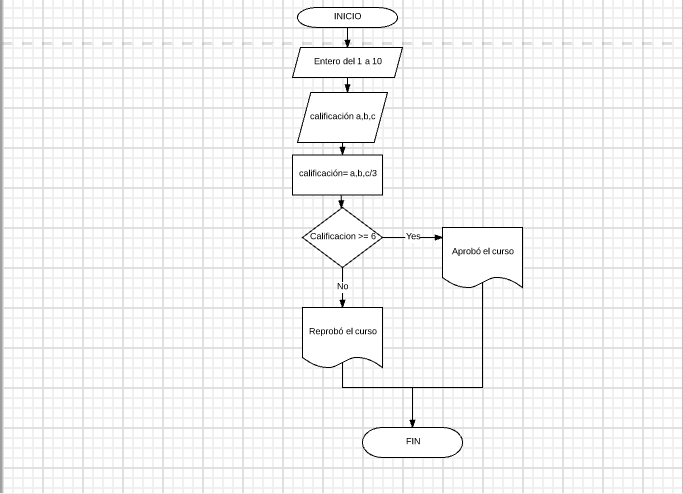 INICIO
Entero del 1 a 10
calificación a,b,c
calificación= a,b,c/3
Calificacion >= 6
Yes
Aprobó el curso
No
Reprobó el curso
FIN